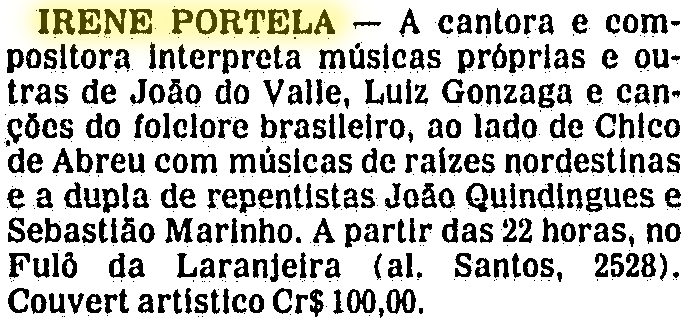 IRENE PORTELA — A cantora e com-
positora interpreta músicas próprias e ou-
tras de João do Valle, Luiz Gonzaga e can-
ções do folclore brasileiro, ao lado de Chico
de Abreu com músicas de raízes nordestinas
e a dupla de repentistas João Quindingues e
Sebastião Marinho. A partir das 22 horas, no
Fulô da Laranjeira (al. Santos, 2528).
Couvert artístico Cr$ 100,00.